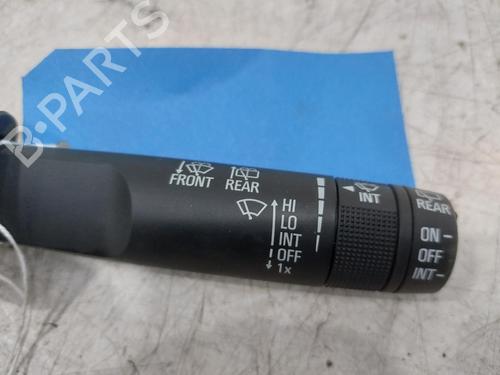 B-PARTS
FRONT
REAR
HI
LO
INT
OFF
1x
INT
REAR
ON
OFF
INT